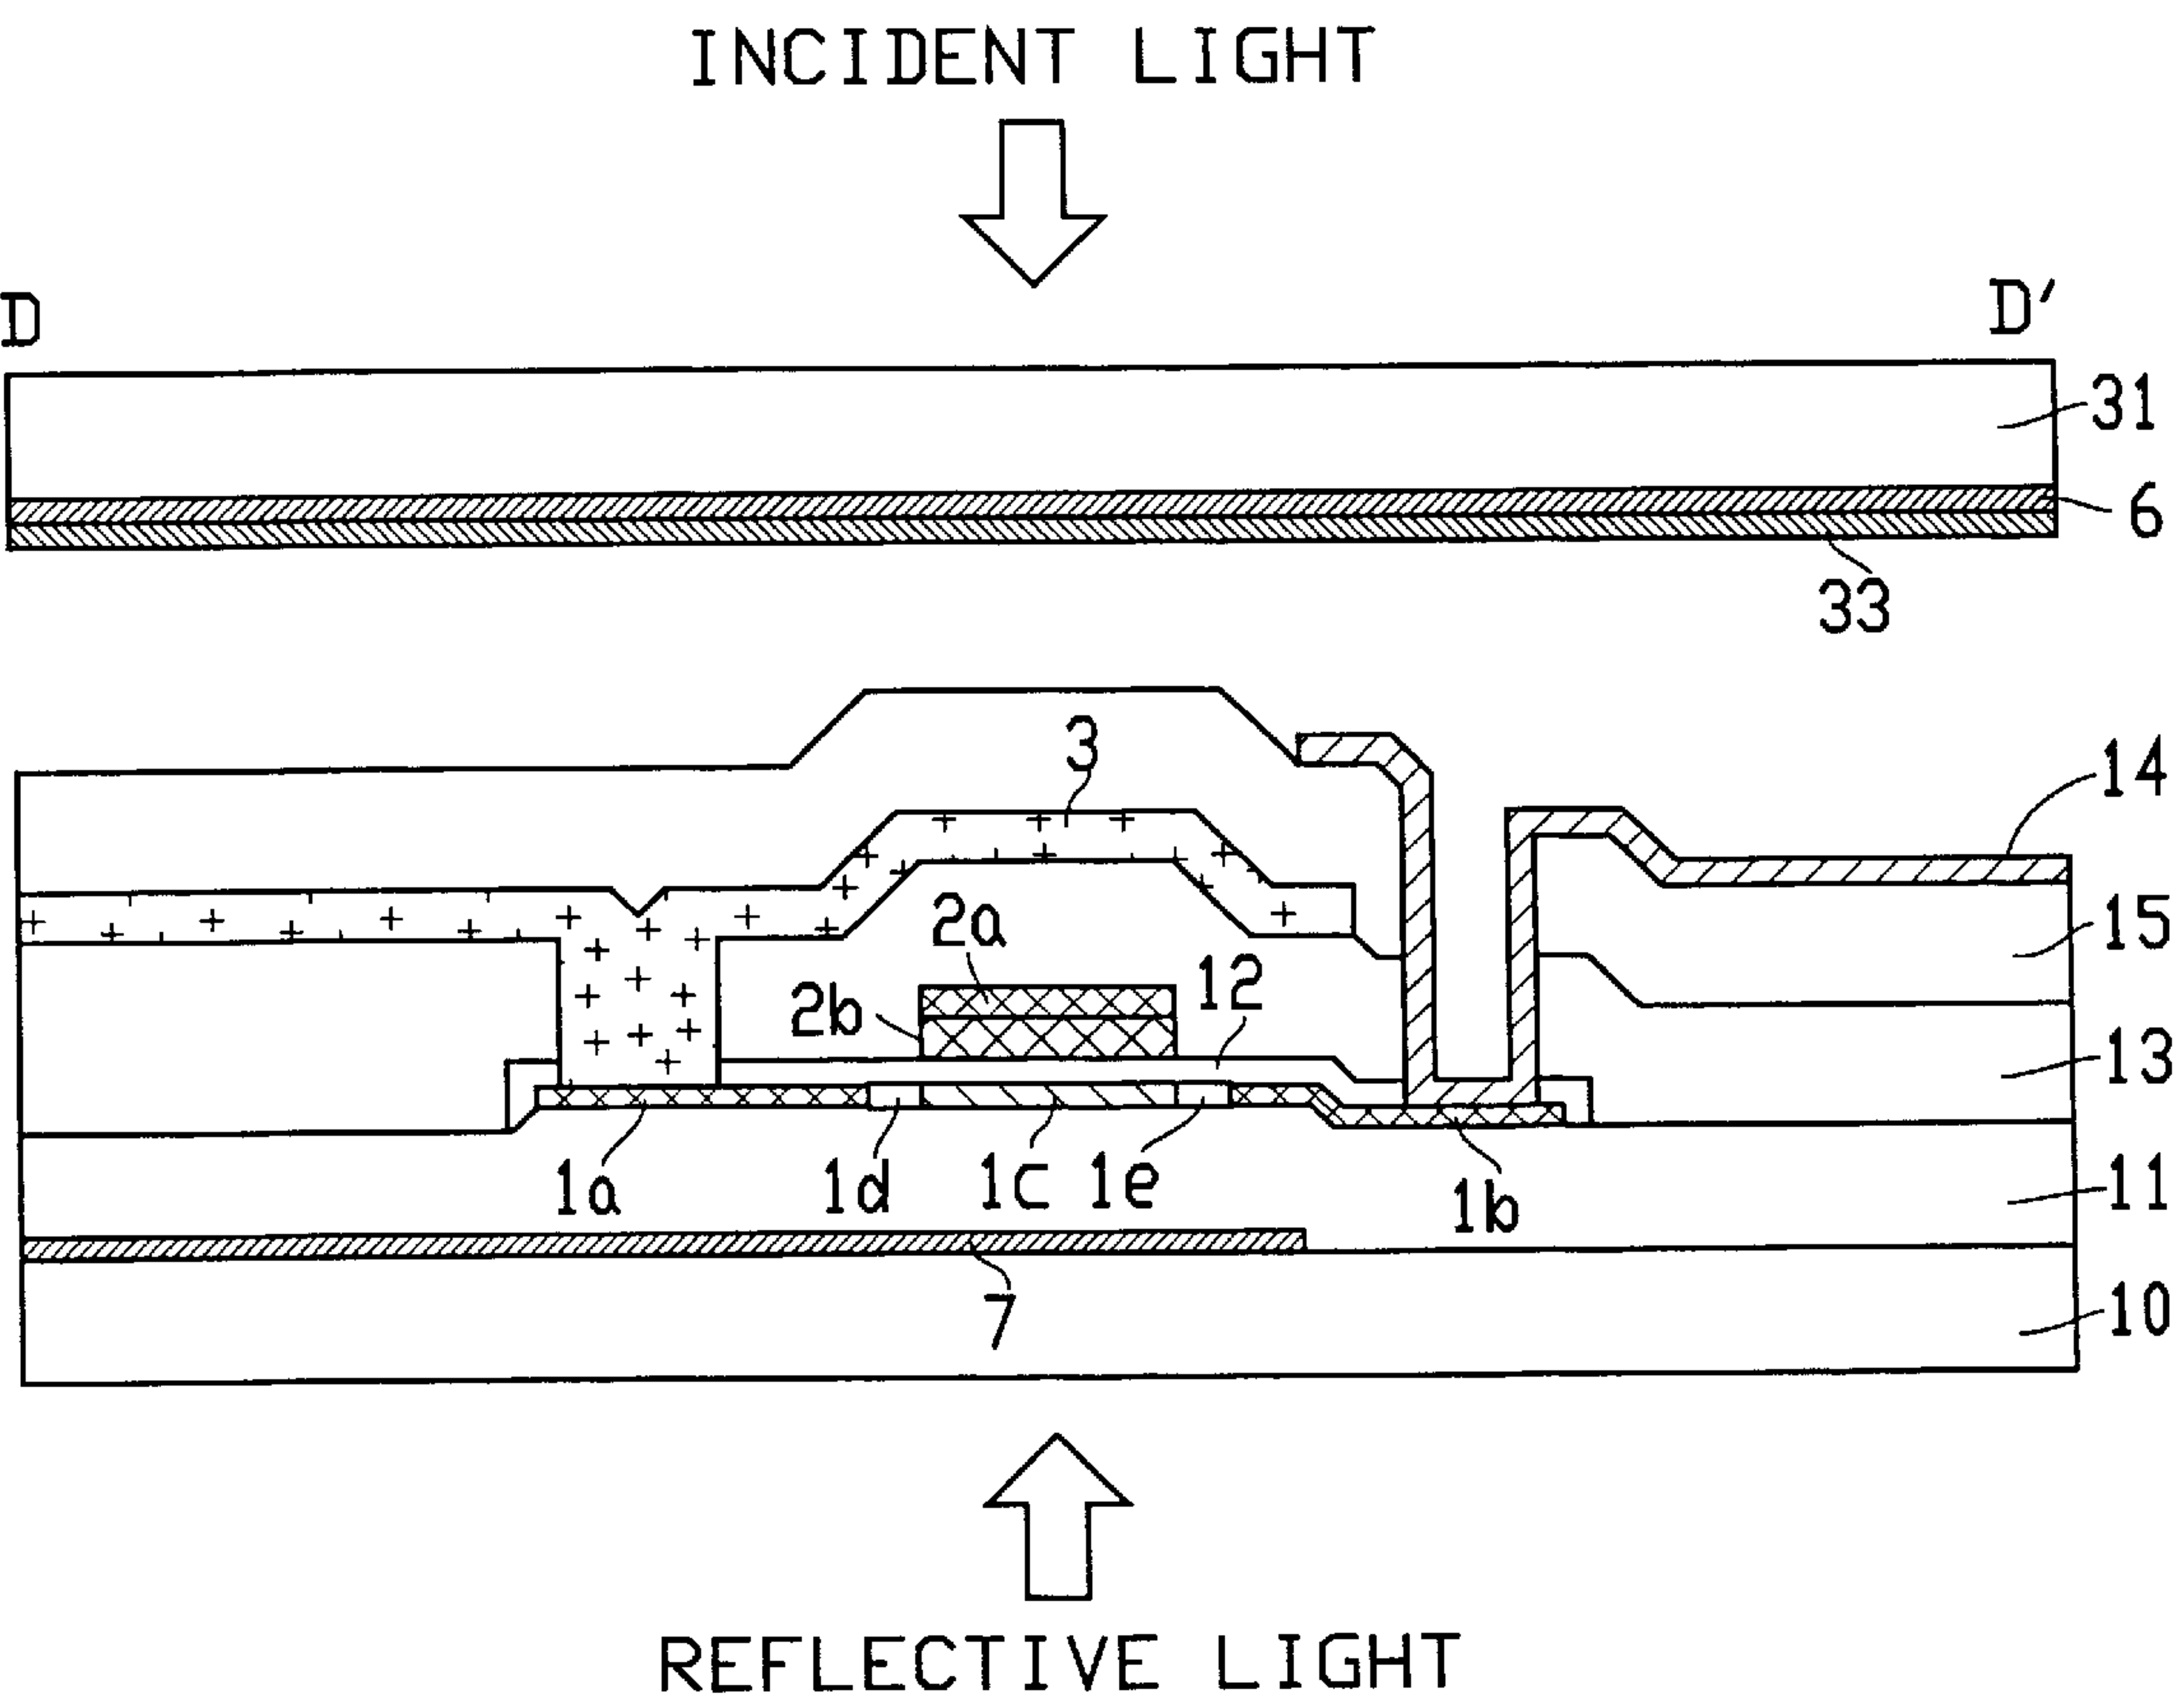 INCIDENT LIGHT
D D'
31
6
33
3
14
2a
15
2b
12
13
1a 1d 1c 1e 1b
11
7
10
REFLECTIVE LIGHT